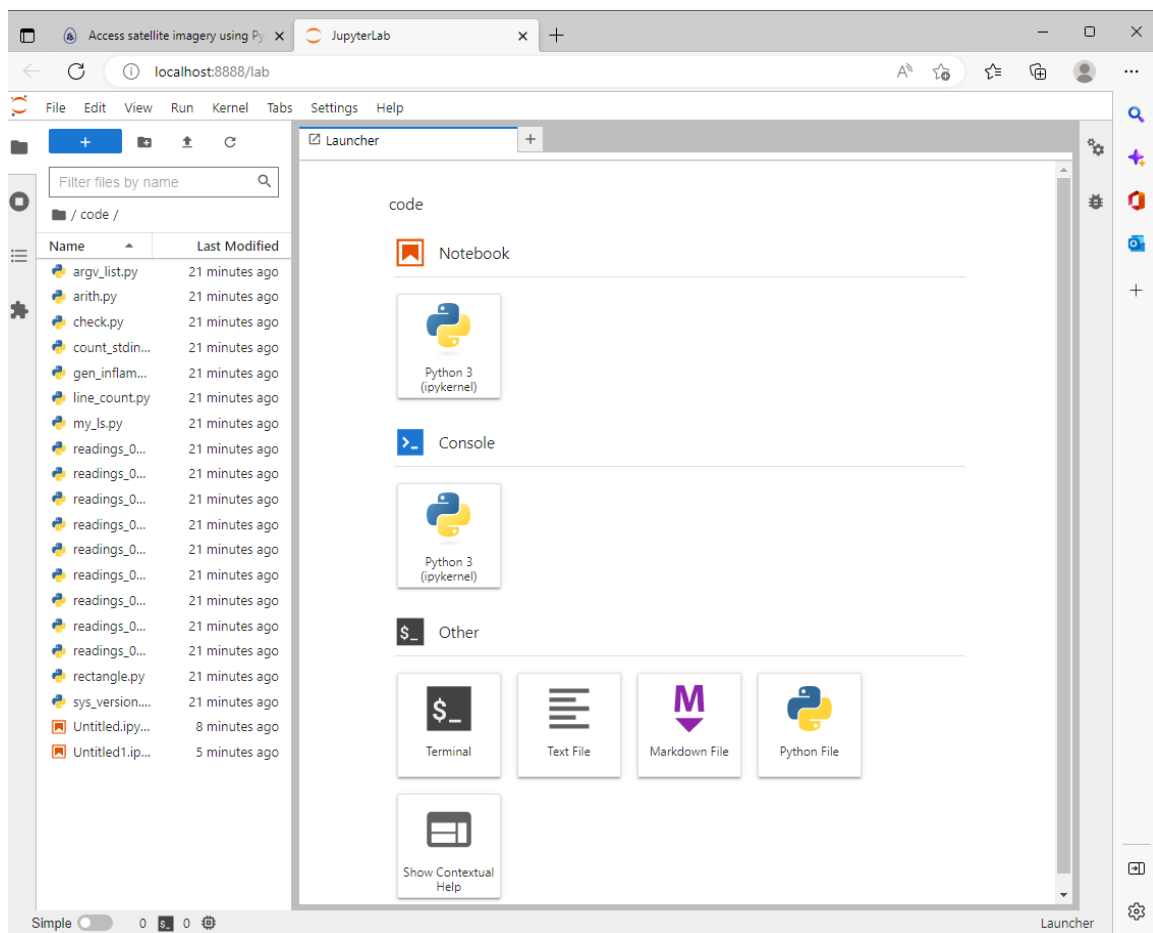 Access satellite imagery using Py
JupyterLab
localhost:8888/lab
File Edit View Run Kernel Tabs Settings Help
Launcher
Filter files by name
/ code /
Name Last Modified
argv_list.py 21 minutes ago
arith.py 21 minutes ago
check.py 21 minutes ago
count_stdin... 21 minutes ago
gen_inflam... 21 minutes ago
line_count.py 21 minutes ago
my_ls.py 21 minutes ago
readings_0... 21 minutes ago
readings_0... 21 minutes ago
readings_0... 21 minutes ago
readings_0... 21 minutes ago
readings_0... 21 minutes ago
readings_0... 21 minutes ago
readings_0... 21 minutes ago
readings_0... 21 minutes ago
readings_0... 21 minutes ago
rectangle.py 21 minutes ago
sys_version.... 21 minutes ago
Untitled.ipy... 8 minutes ago
Untitled1.ip... 5 minutes ago
code
Notebook
Python 3
(ipykernel)
Console
Python 3
(ipykernel)
$_ Other
$_
Terminal
Text File
M
Markdown File
Python File
Show Contextual
Help
Simple 0 $_ 0
Launcher